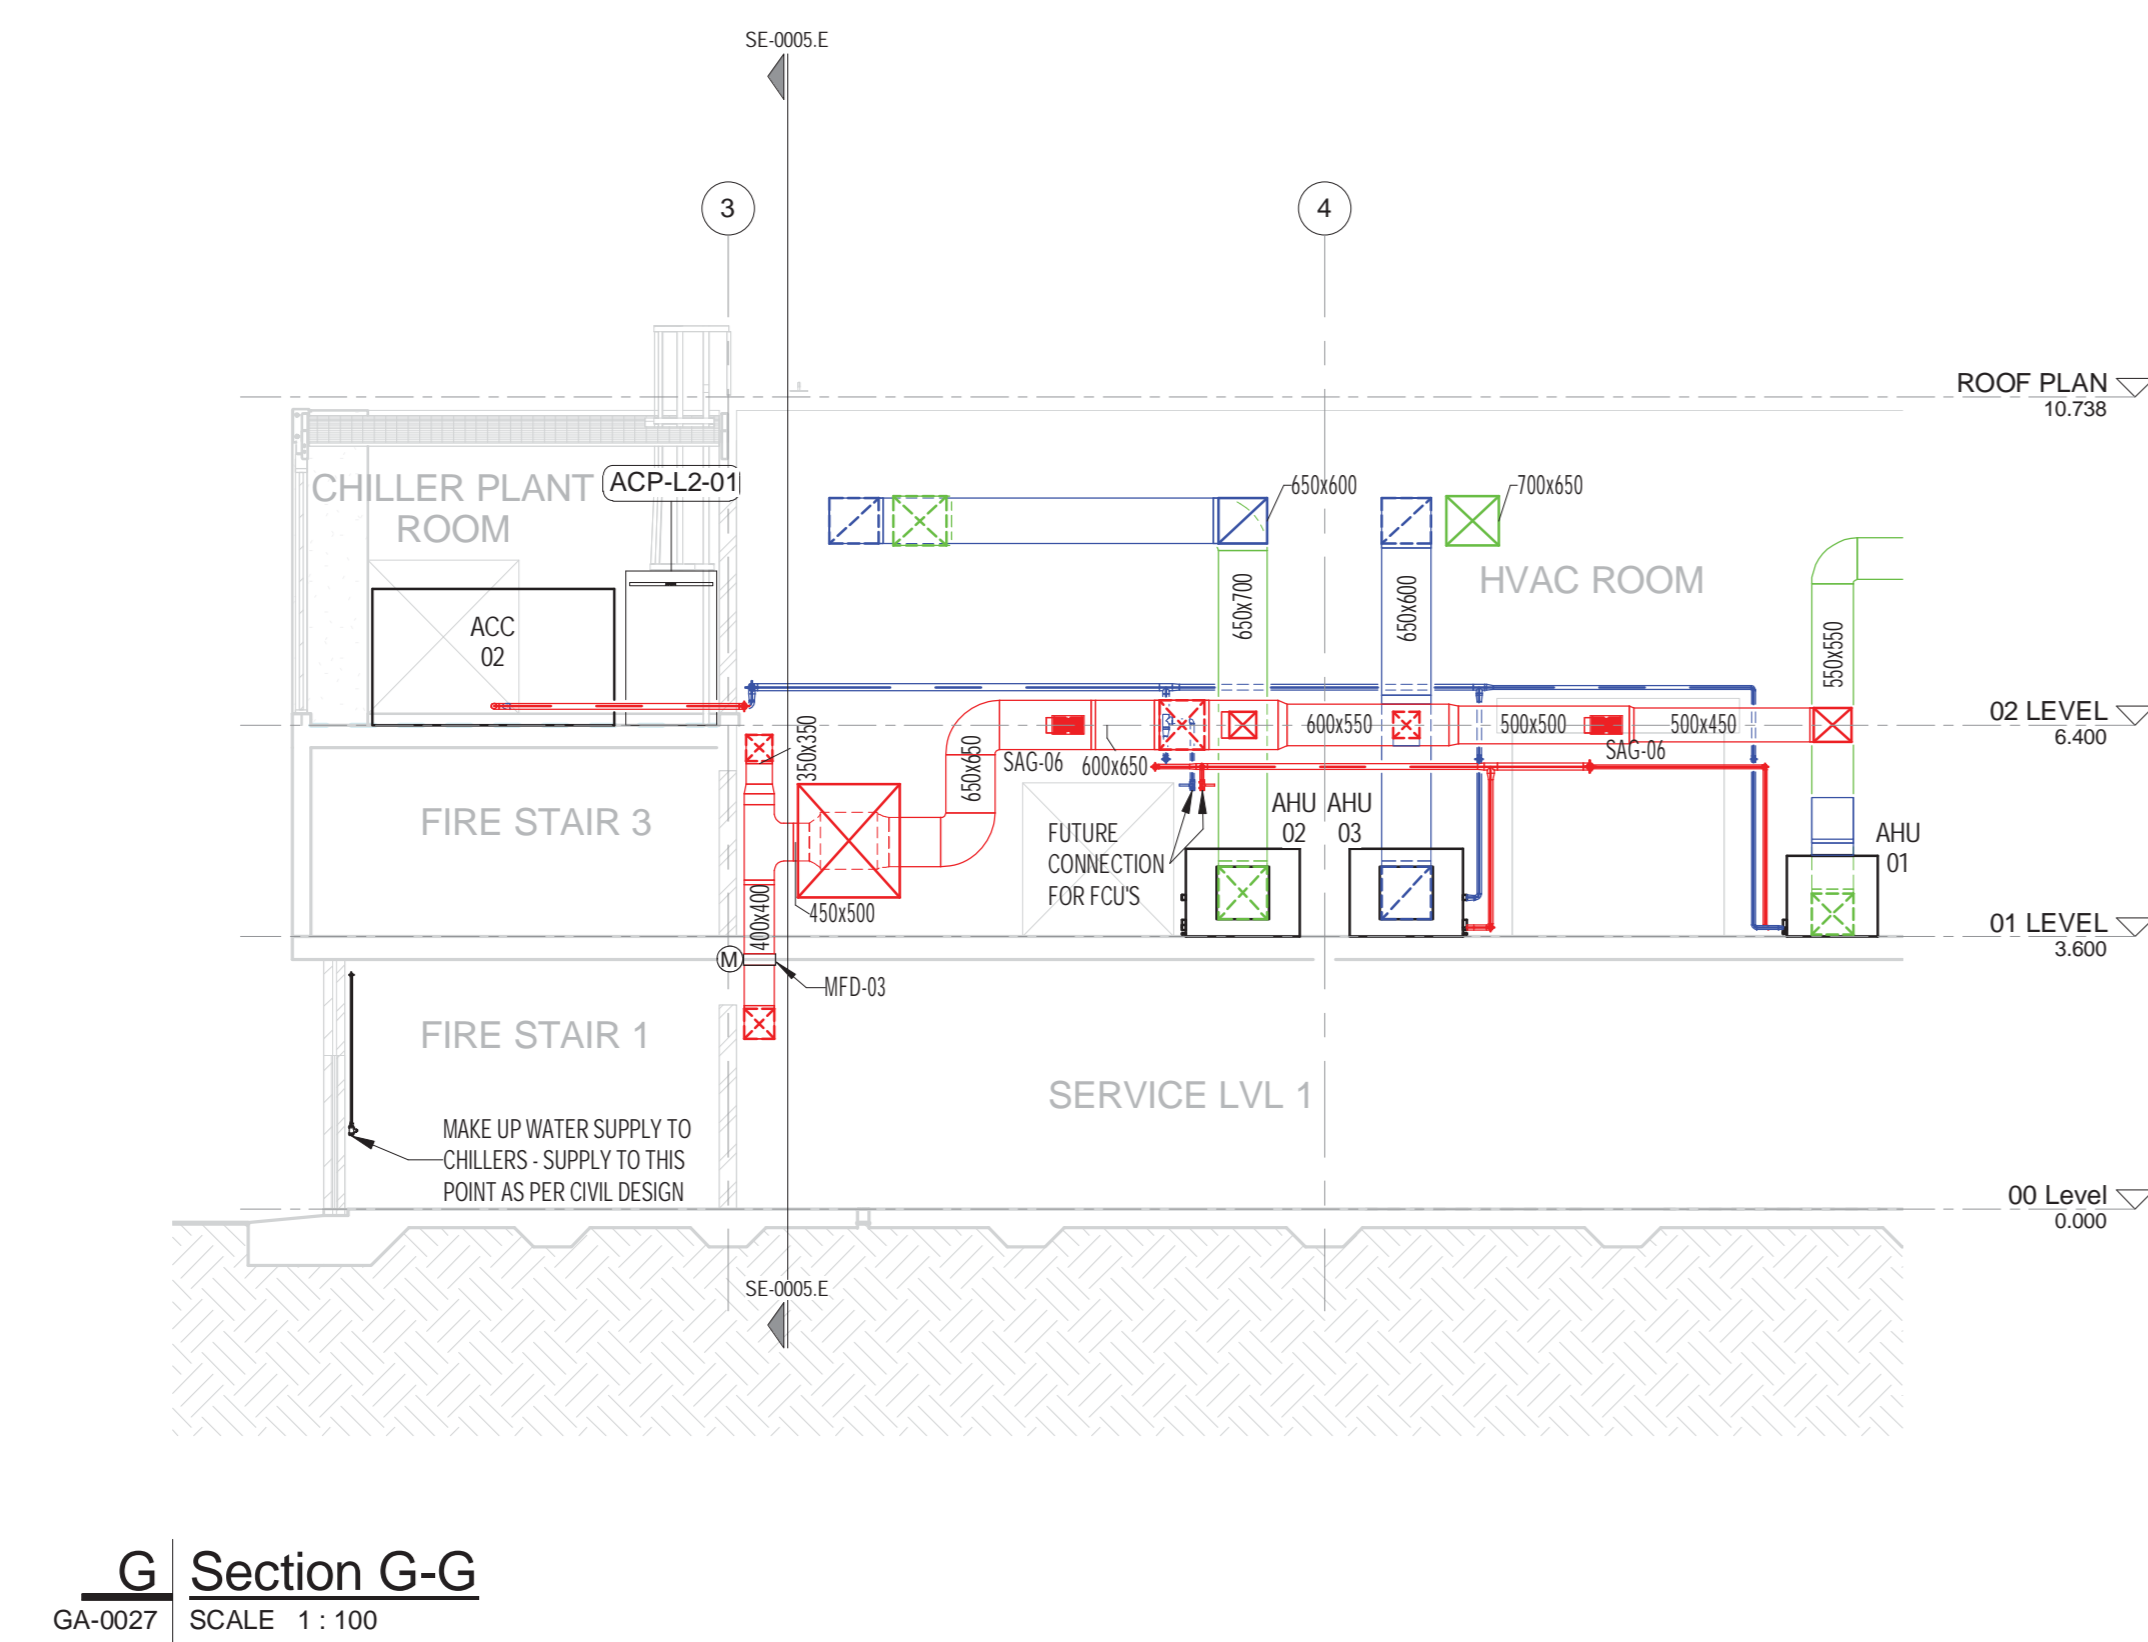 SE-0005.E
3
4
ROOF PLAN
10.738
CHILLER PLANT
ROOM
ACP-L2-01
650x600
700x650
HVAC ROOM
ACC
02
650x700
650x600
550x550
02 LEVEL
6.400
350x350
650x650
SAG-06
600x650
600x550
500x500
SAG-06
500x450
FIRE STAIR 3
FUTURE
CONNECTION
FOR FCU'S
AHU
02
AHU
03
AHU
01
400x400
450x500
01 LEVEL
3.600
M
MFD-03
FIRE STAIR 1
SERVICE LVL 1
MAKE UP WATER SUPPLY TO
CHILLERS - SUPPLY TO THIS
POINT AS PER CIVIL DESIGN
00 Level
0.000
SE-0005.E
G
Section G-G
GA-0027
SCALE 1 : 100